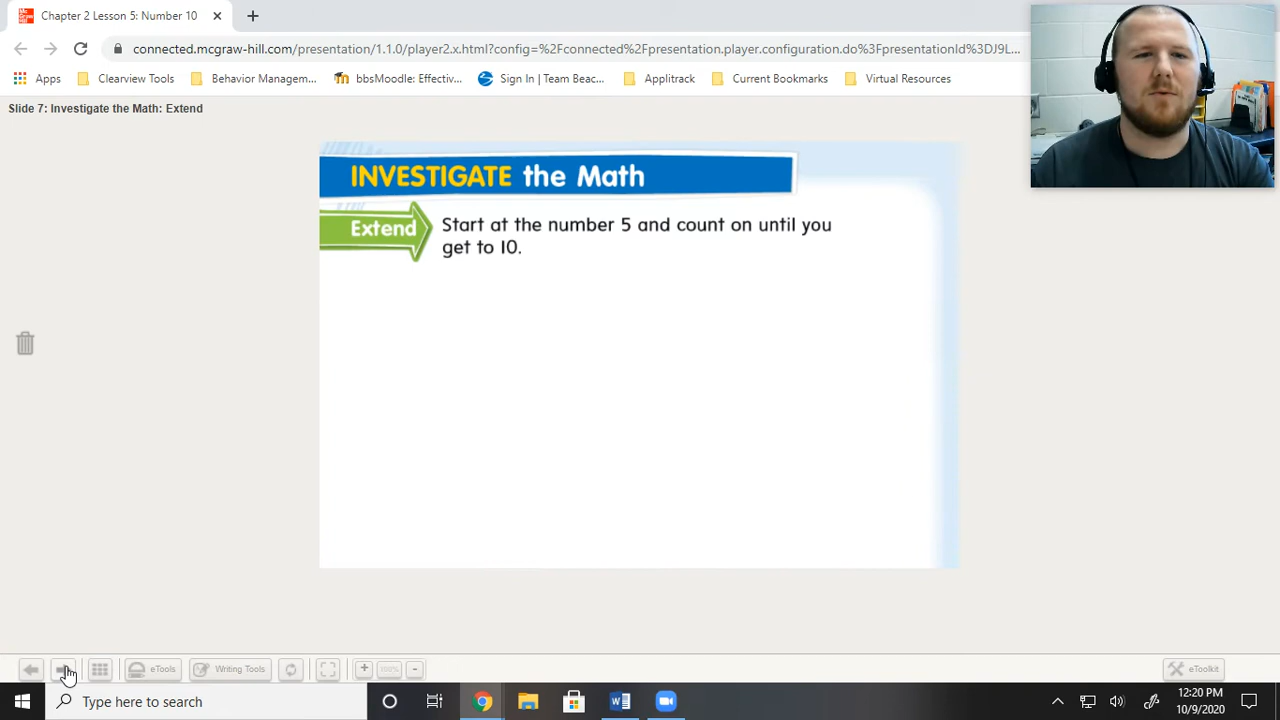 Chapter 2 Lesson 5: Number 10
connected.mcgraw-hill.com/presentation/1.1.0/player2.x.html?config=%2Fconnected%2Fpresentation.player.configuration.do%3FpresentationId%3DJ9L...
Apps
Clearview Tools
Behavior Managem...
bbsMoodle: Effectiv...
Sign In | Team Beac...
Applitrack
Current Bookmarks
Virtual Resources
Slide 7: Investigate the Math: Extend
INVESTIGATE the Math
Extend
Start at the number 5 and count on until you
get to 10.
eTools
Writing Tools
100%
eToolkit
Type here to search
12:20 PM
10/9/2020